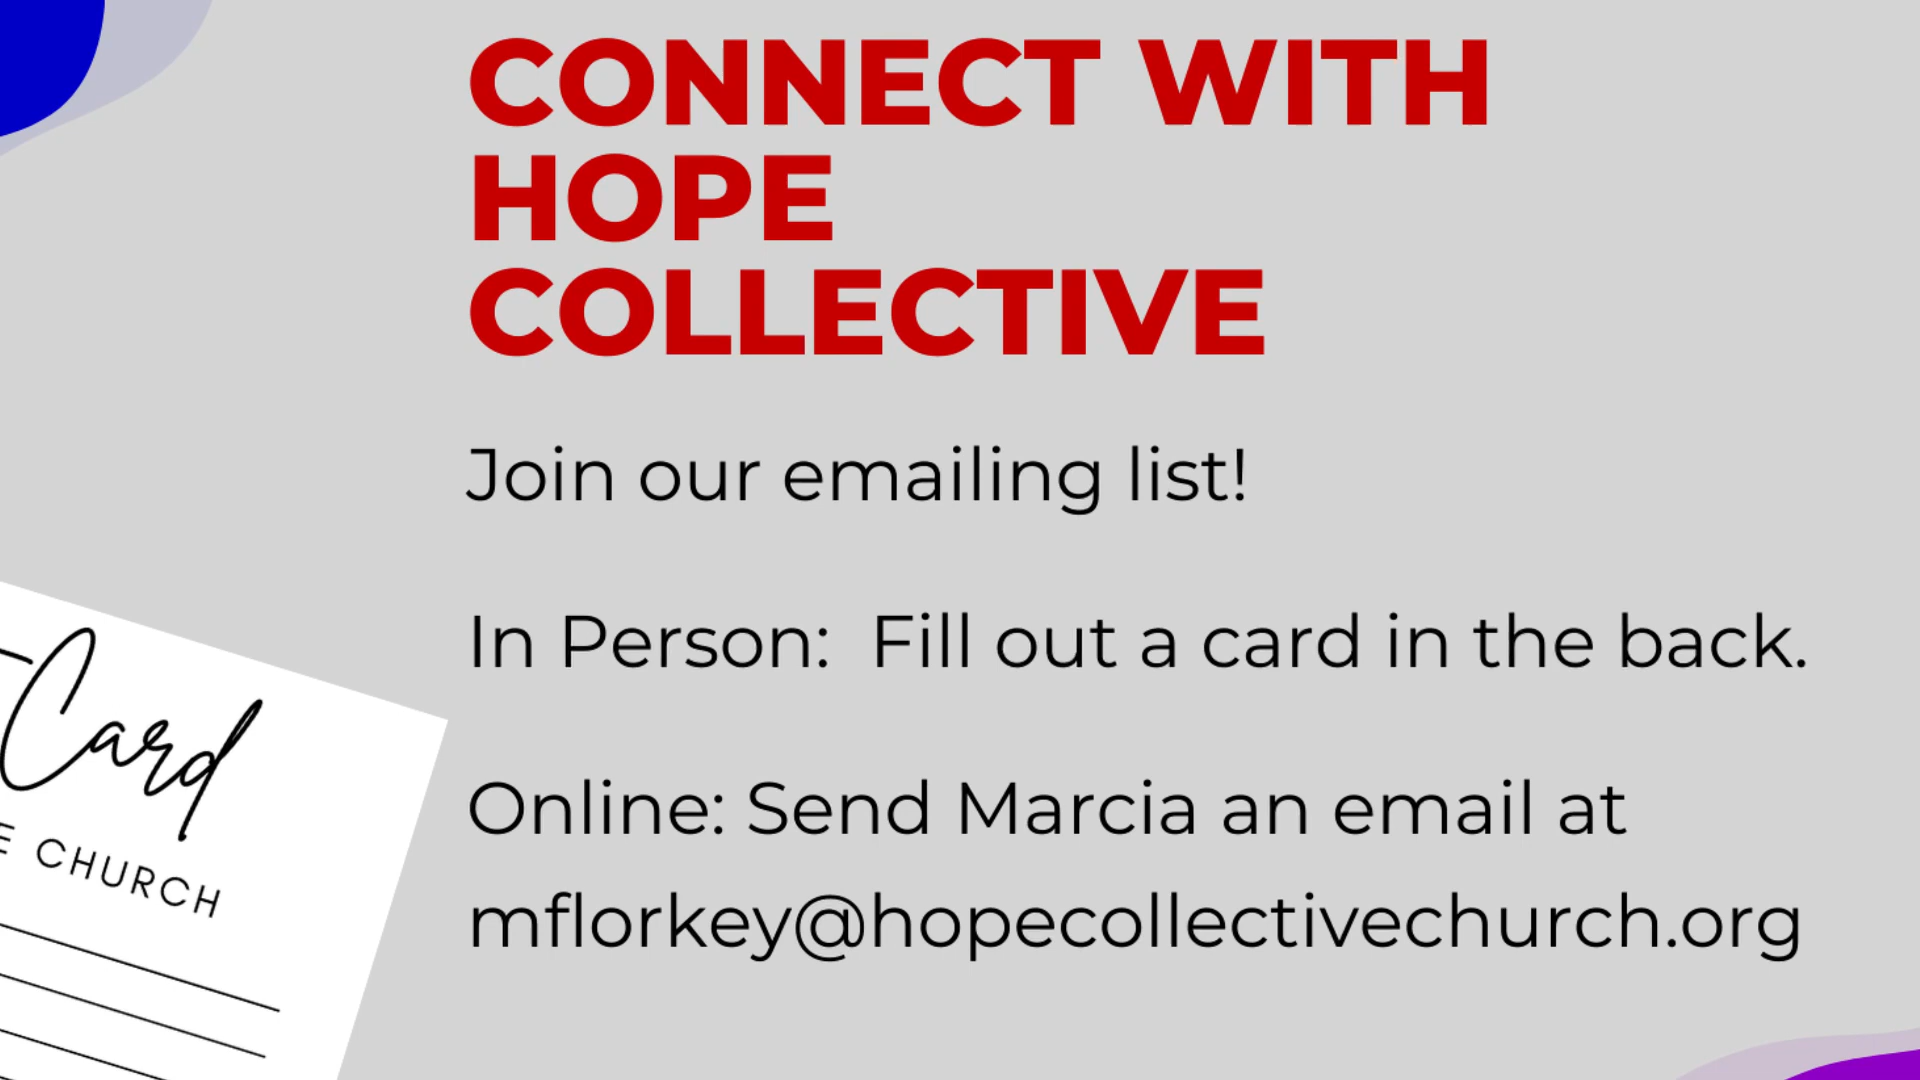 CONNECT WITH
HOPE
COLLECTIVE
Join our emailing list!
In Person:  Fill out a card in the back.
Online: Send Marcia an email at
mflorkey@hopecollectivechurch.org
Card
E CHURCH